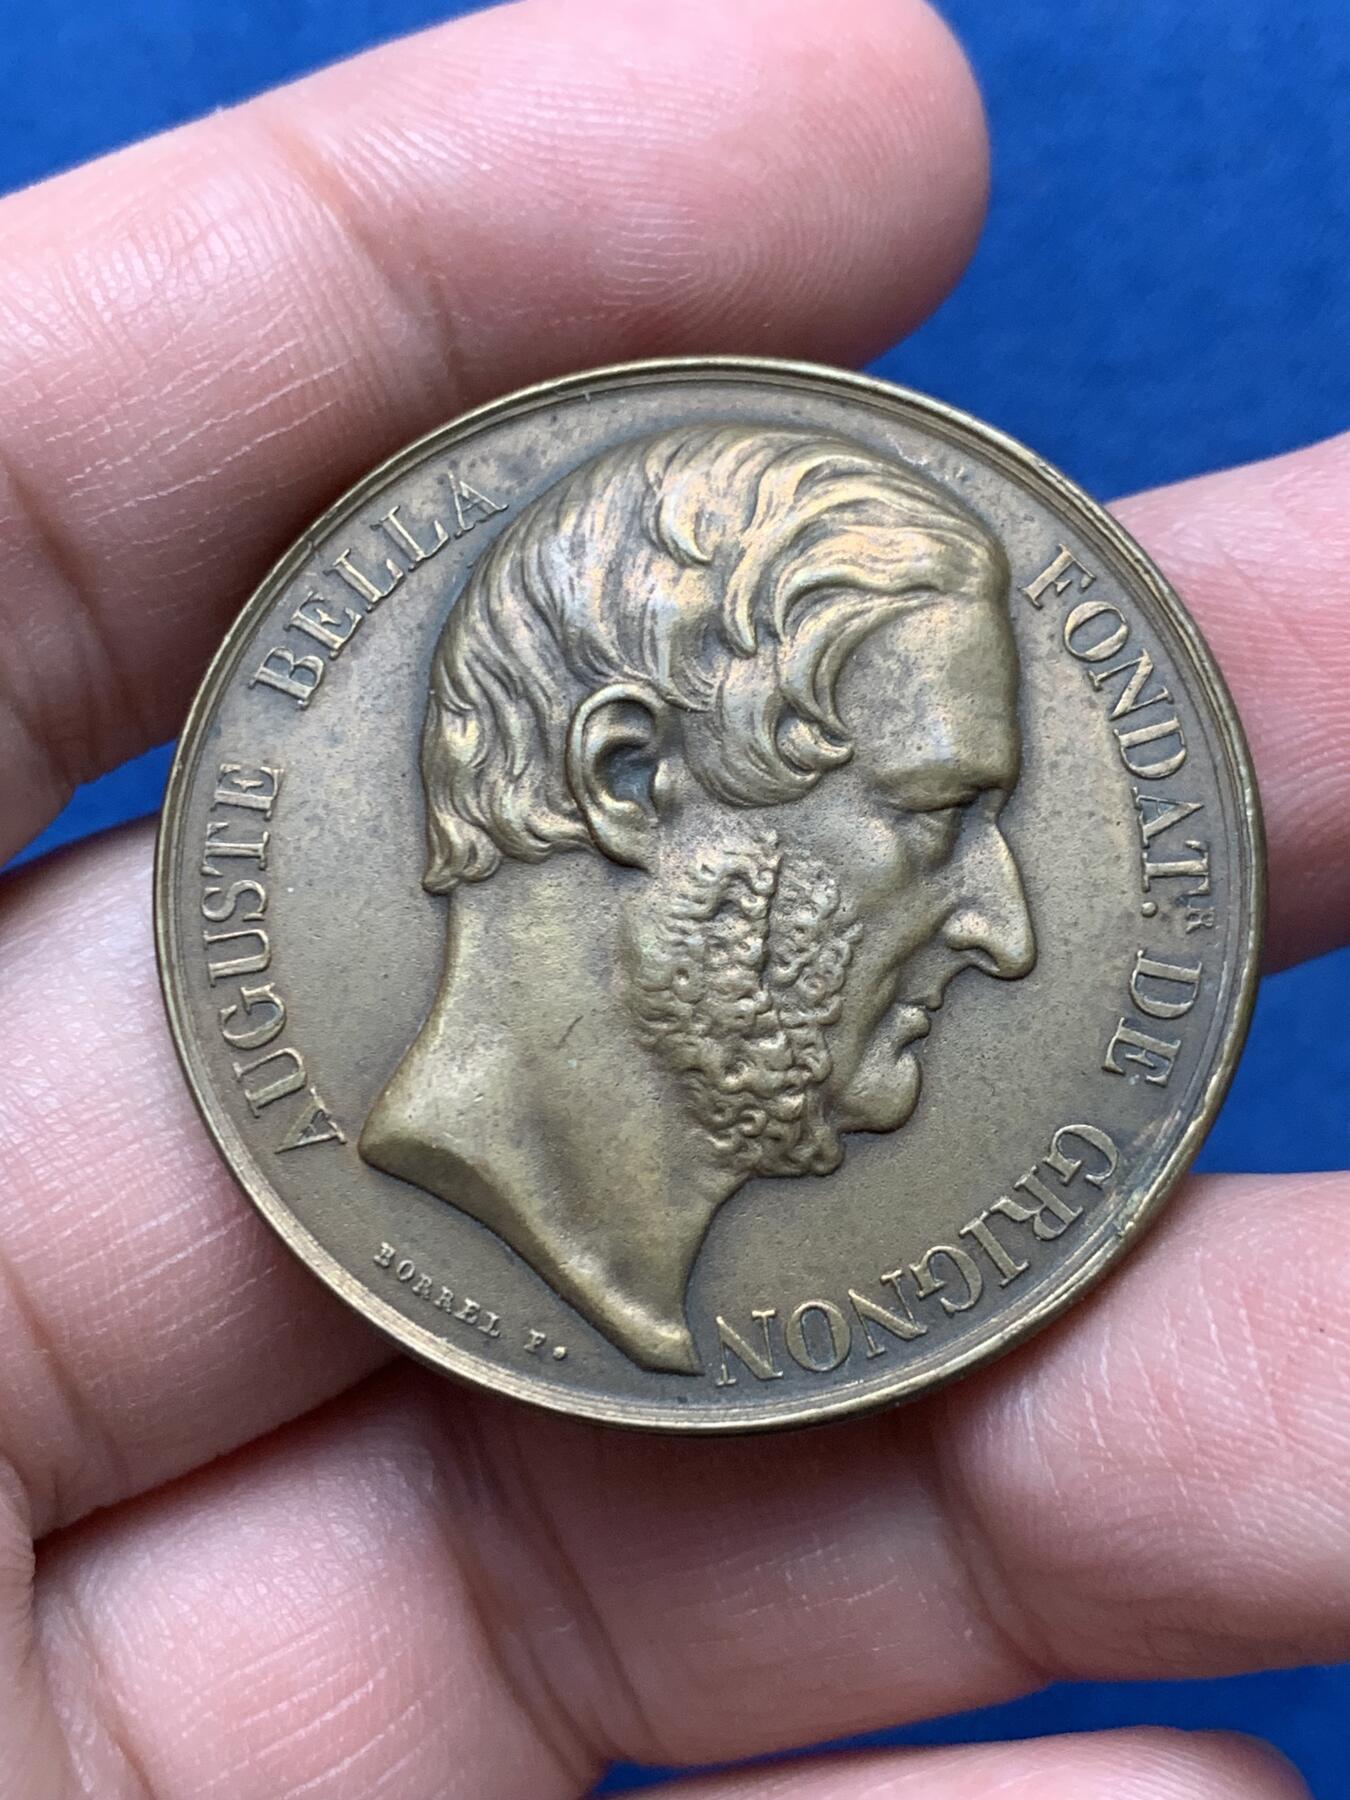 AUGUSTE BELLA
FONDAT.R DE GRIGNON
BORREL F.